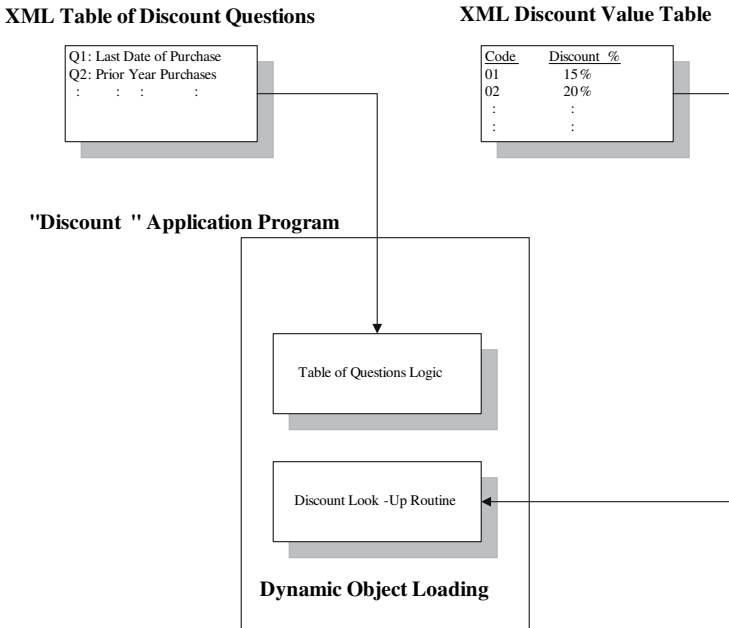 XML Table of Discount Questions
Q1: Last Date of Purchase
Q2: Prior Year Purchases
: : : :
XML Discount Value Table
Code Discount %
01 15%
02 20%
: :
: :
"Discount " Application Program
Table of Questions Logic
Discount Look -Up Routine
Dynamic Object Loading